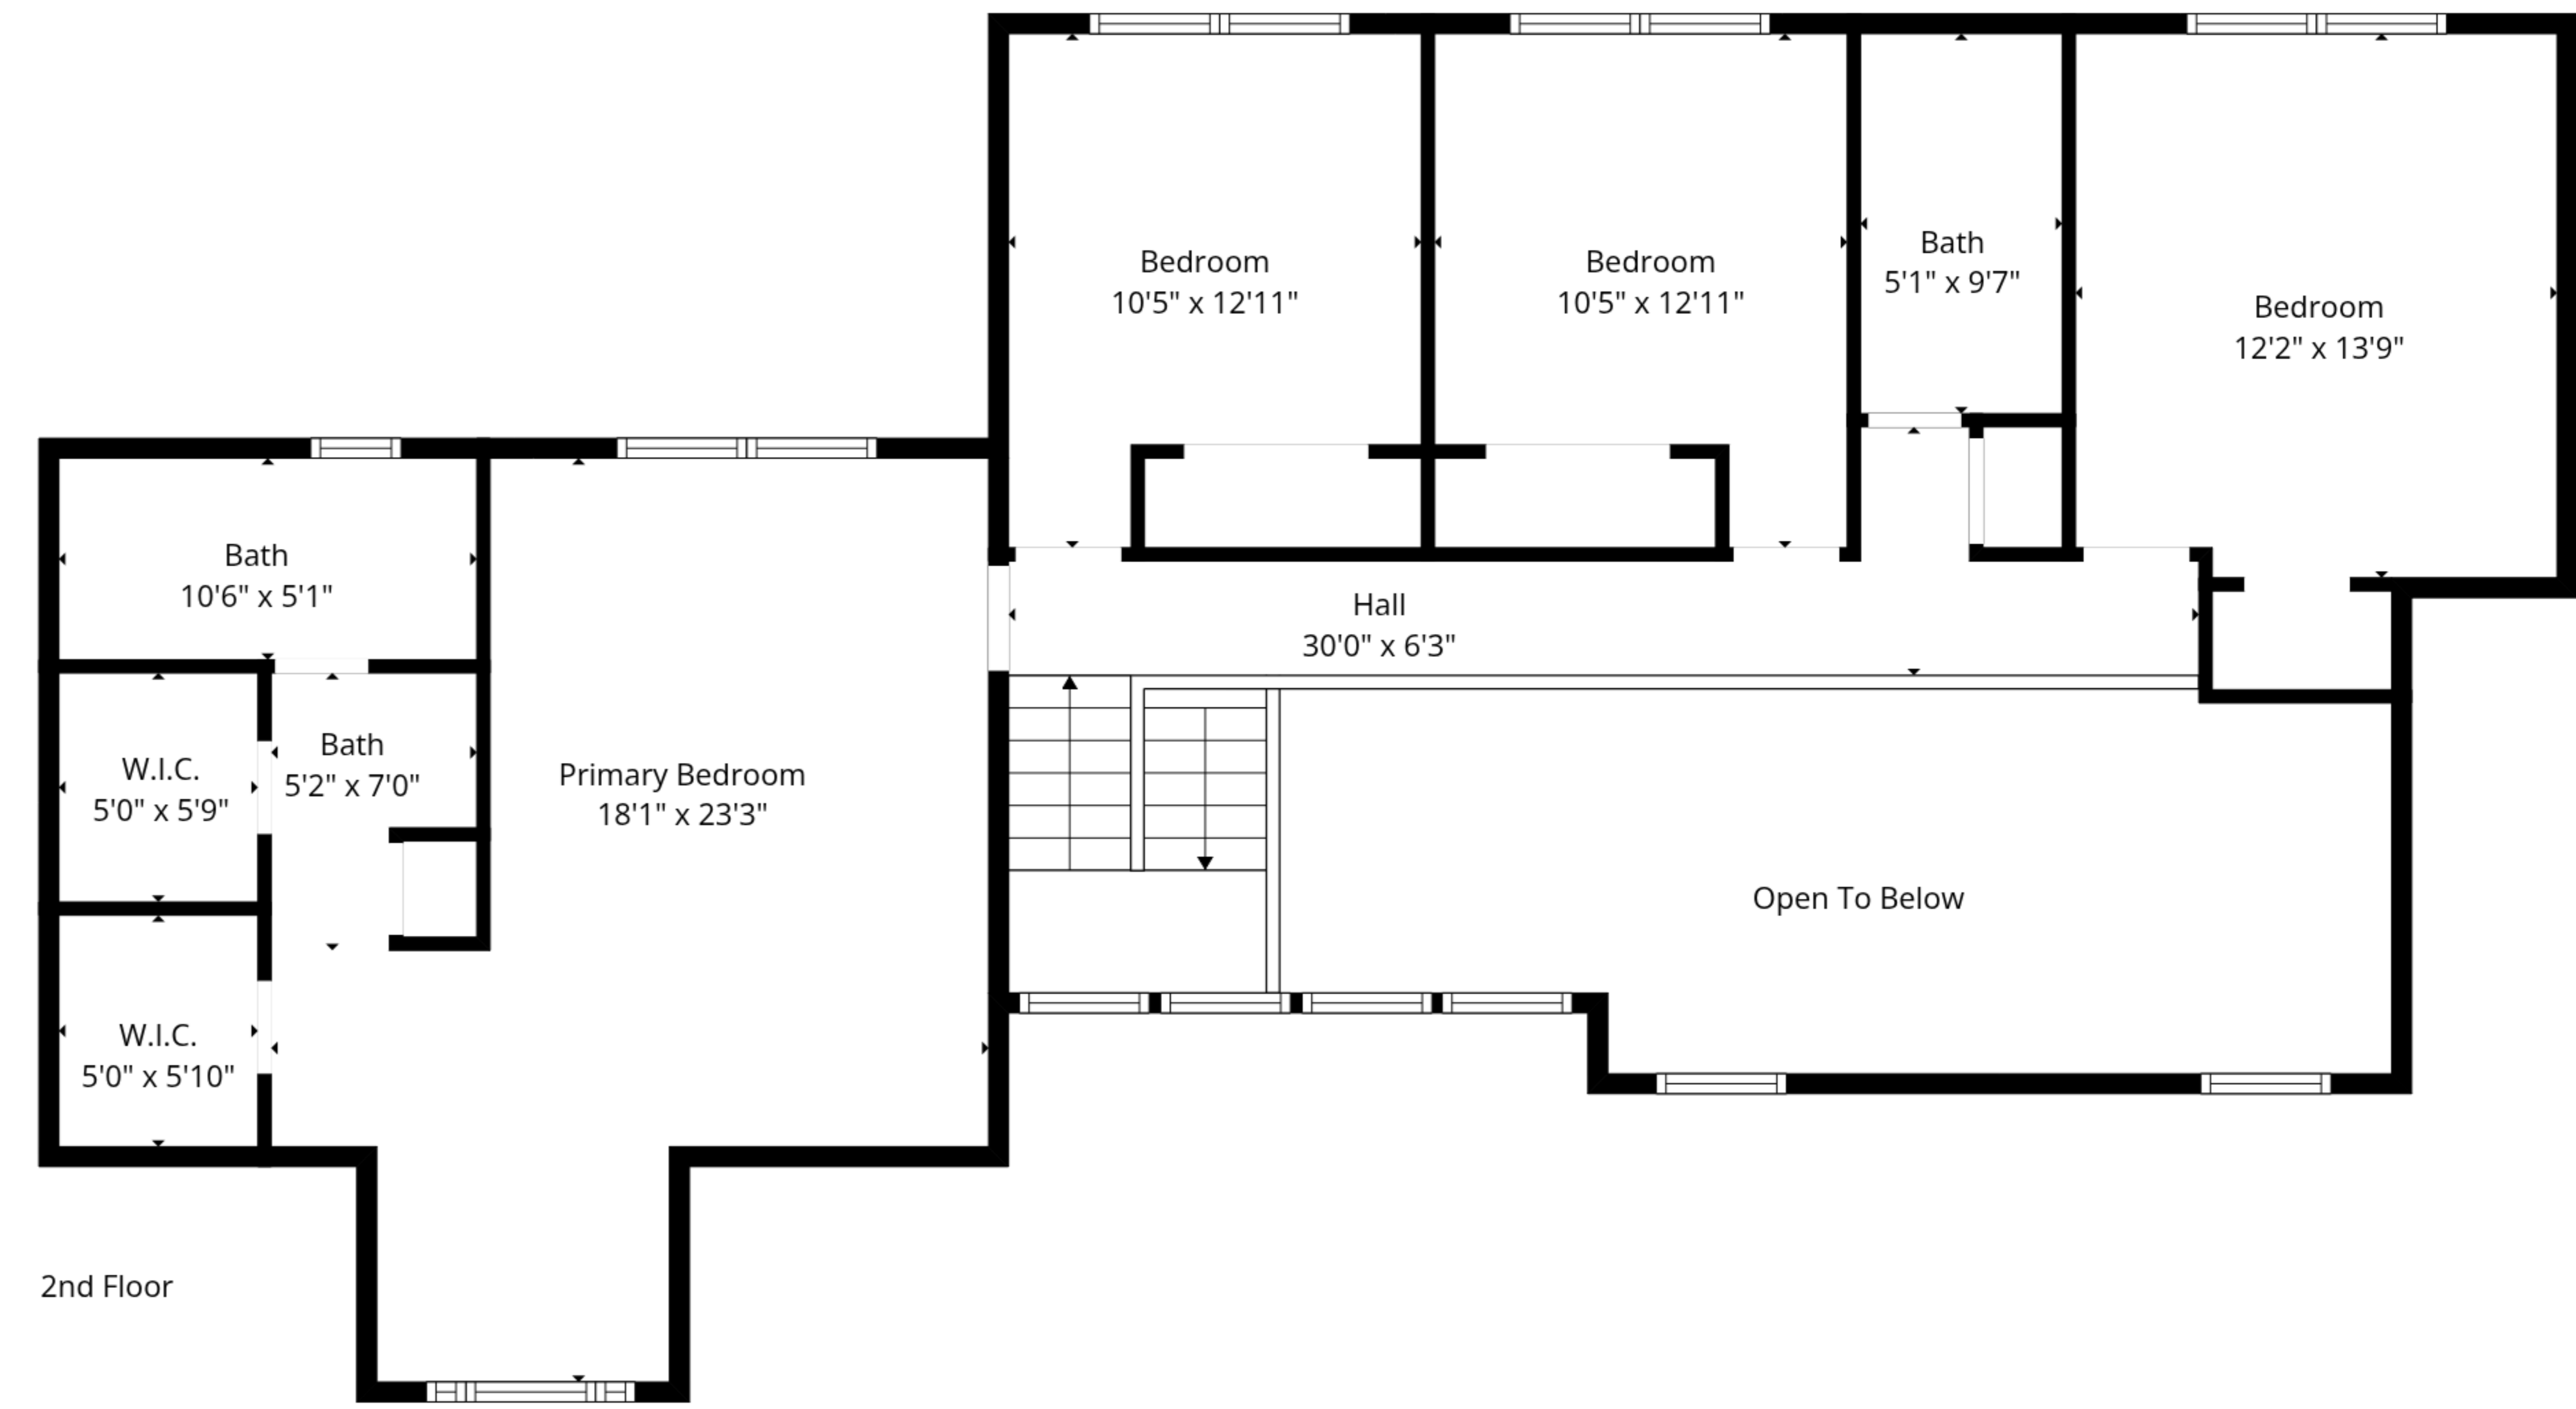 Bedroom
10'5" x 12'11"
Bedroom
10'5" x 12'11"
Bath
5'1" x 9'7"
Bedroom
12'2" x 13'9"
Bath
10'6" x 5'1"
Hall
30'0" x 6'3"
W.I.C.
5'0" x 5'9"
Bath
5'2" x 7'0"
Primary Bedroom
18'1" x 23'3"
Open To Below
W.I.C.
5'0" x 5'10"
2nd Floor